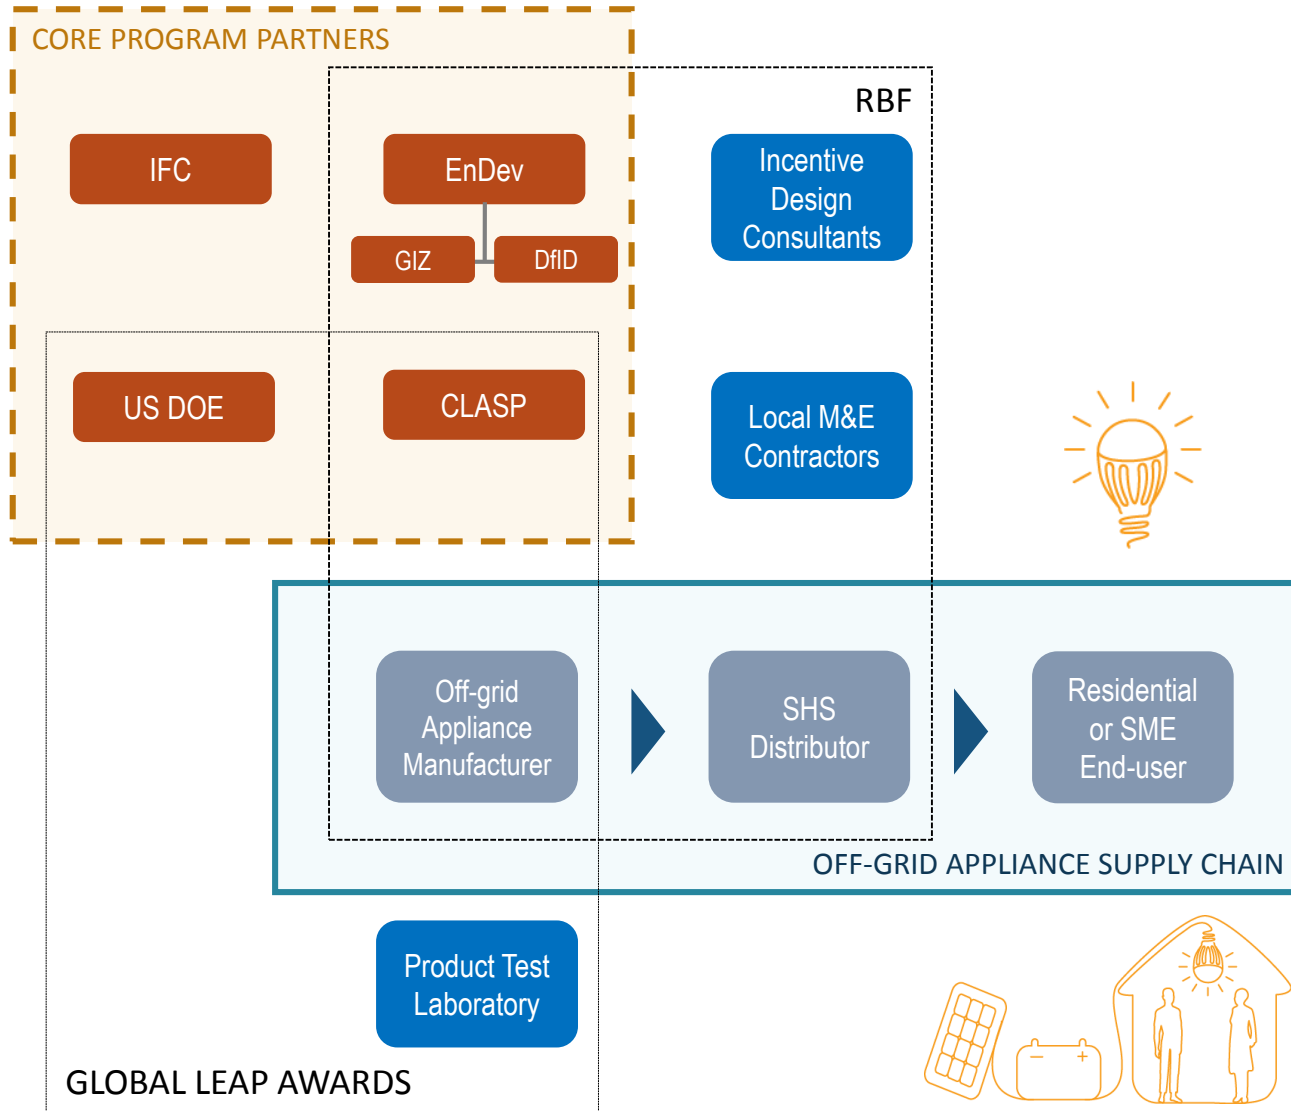 CORE PROGRAM PARTNERS
RBF
IFC
EnDev
Incentive
Design
Consultants
GIZ
DfID
US DOE
CLASP
Local M&E
Contractors
Off-grid
Appliance
Manufacturer
SHS
Distributor
Residential
or SME
End-user
OFF-GRID APPLIANCE SUPPLY CHAIN
Product Test
Laboratory
GLOBAL LEAP AWARDS